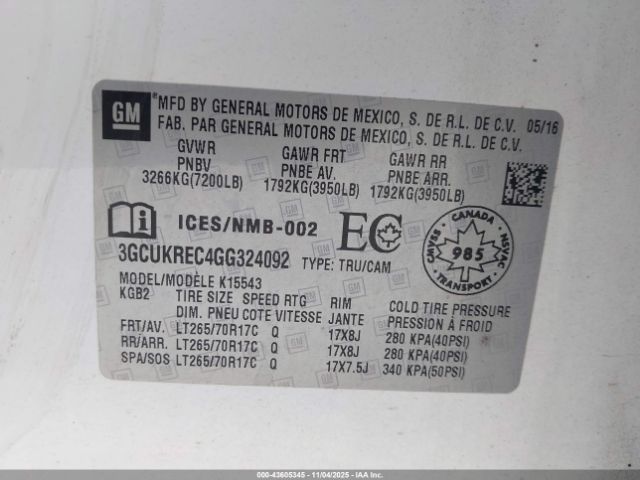 GM
MFD BY GENERAL MOTORS DE MEXICO, S. DE R.L. DE C.V. 05/16
FAB. PAR GENERAL MOTORS DE MEXICO, S. DE R.L. DE C.V.
GVWR GAWR FRT GAWR RR
PNBV PNBE AV. PNBE ARR.
3266KG(7200LB) 1792KG(3950LB) 1792KG(3950LB)
ICES/NMB-002 EC
CANADA
CMVSS 985 NSVAC
TRANSPORT
3GCUKREC4GG324092 TYPE: TRU/CAM
MODEL/MODÈLE K15543
KGB2 TIRE SIZE SPEED RTG RIM COLD TIRE PRESSURE
DIM. PNEU COTE VITESSE JANTE PRESSION À FROID
FRT/AV. LT265/70R17C Q 17X8J 280 KPA(40PSI)
RR/ARR. LT265/70R17C Q 17X8J 280 KPA(40PSI)
SPA/SOS LT265/70R17C Q 17X7.5J 340 KPA(50PSI)
000-43605345 - 11/04/2025 - IAA Inc.